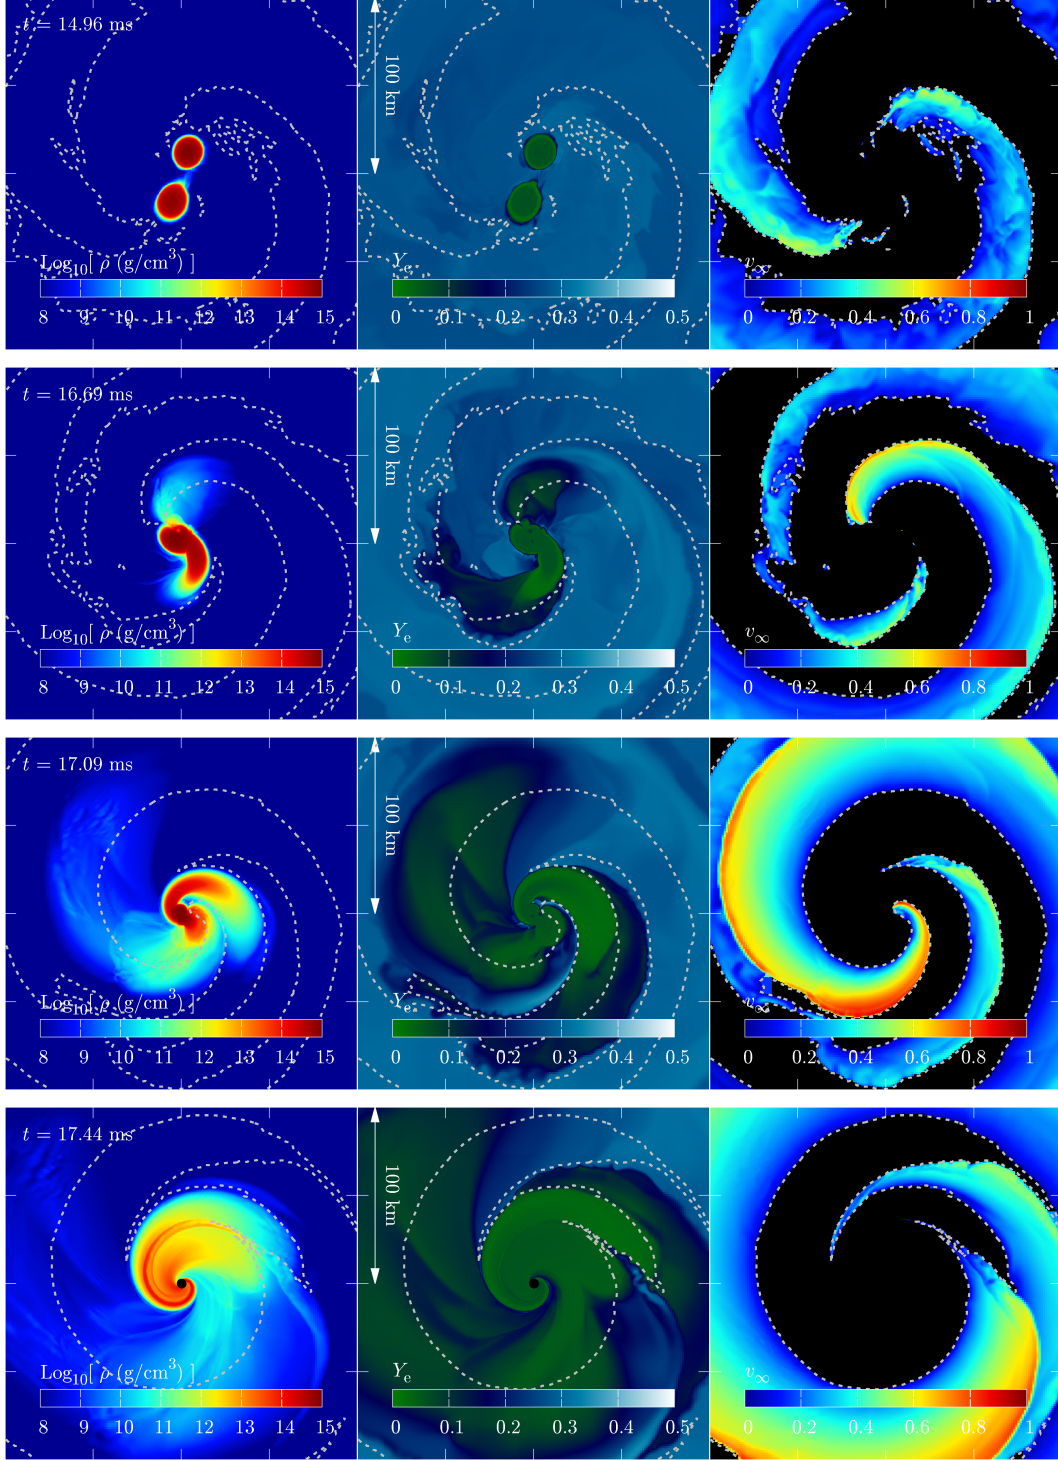 t = 14.96 ms
100 km
Log₁₀[ ρ (g/cm³) ]
8 9 10 11 12 13 14 15
Yₑ
0 0.1 0.2 0.3 0.4 0.5
v∞
0 0.2 0.4 0.6 0.8 1
t = 16.69 ms
100 km
Log₁₀[ ρ (g/cm³) ]
8 9 10 11 12 13 14 15
Yₑ
0 0.1 0.2 0.3 0.4 0.5
v∞
0 0.2 0.4 0.6 0.8 1
t = 17.09 ms
100 km
Log₁₀[ ρ (g/cm³) ]
8 9 10 11 12 13 14 15
Yₑ
0 0.1 0.2 0.3 0.4 0.5
v∞
0 0.2 0.4 0.6 0.8 1
t = 17.44 ms
100 km
Log₁₀[ ρ (g/cm³) ]
8 9 10 11 12 13 14 15
Yₑ
0 0.1 0.2 0.3 0.4 0.5
v∞
0 0.2 0.4 0.6 0.8 1